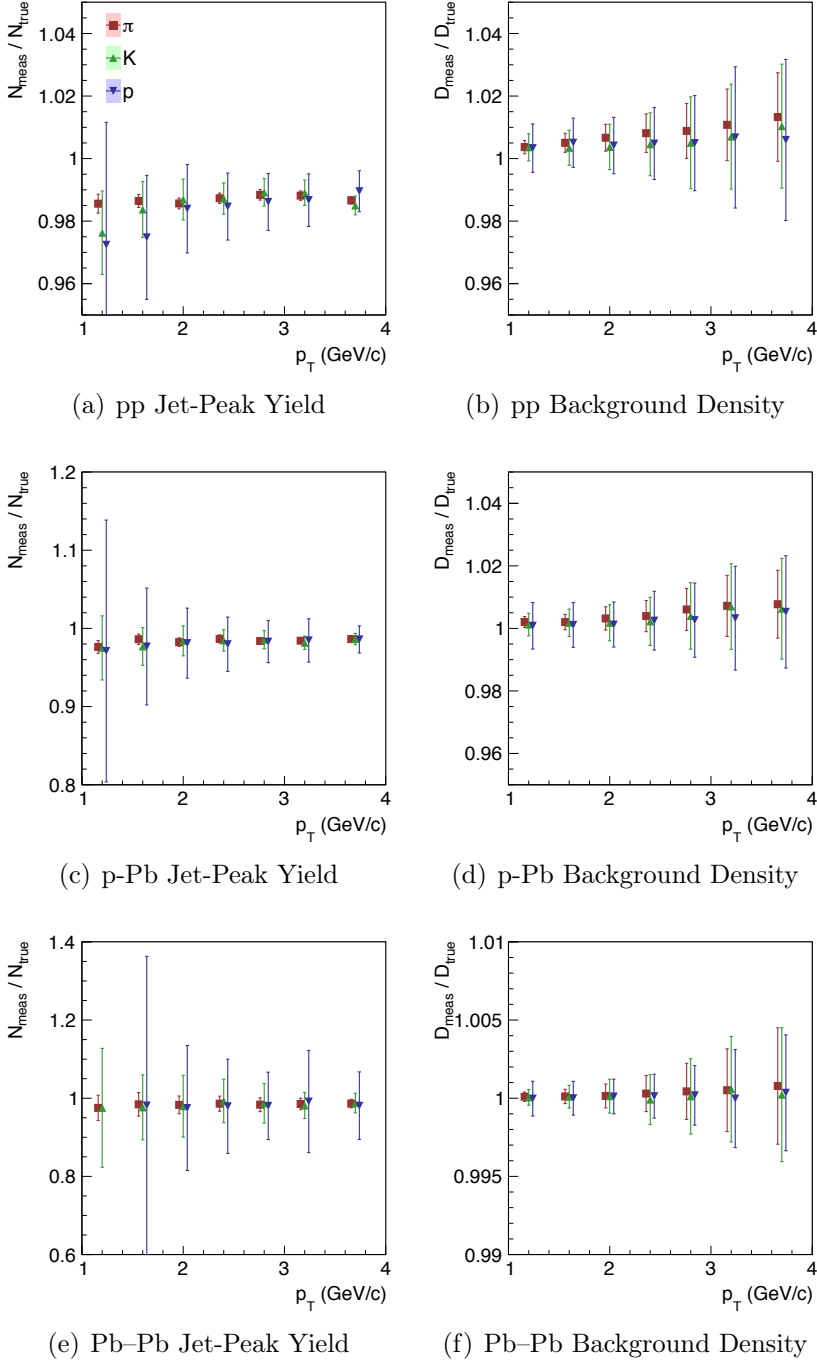 N_meas / N_true
1.04
1.02
1
0.98
0.96
π
K
p
1 2 3 4
p_T (GeV/c)
(a) pp Jet-Peak Yield
D_meas / D_true
1.04
1.02
1
0.98
0.96
1 2 3 4
p_T (GeV/c)
(b) pp Background Density
N_meas / N_true
1.2
1.1
1
0.9
0.8
1 2 3 4
p_T (GeV/c)
(c) p-Pb Jet-Peak Yield
D_meas / D_true
1.04
1.02
1
0.98
0.96
1 2 3 4
p_T (GeV/c)
(d) p-Pb Background Density
N_meas / N_true
1.4
1.2
1
0.8
0.6
1 2 3 4
p_T (GeV/c)
(e) Pb–Pb Jet-Peak Yield
D_meas / D_true
1.01
1.005
1
0.995
0.99
1 2 3 4
p_T (GeV/c)
(f) Pb–Pb Background Density